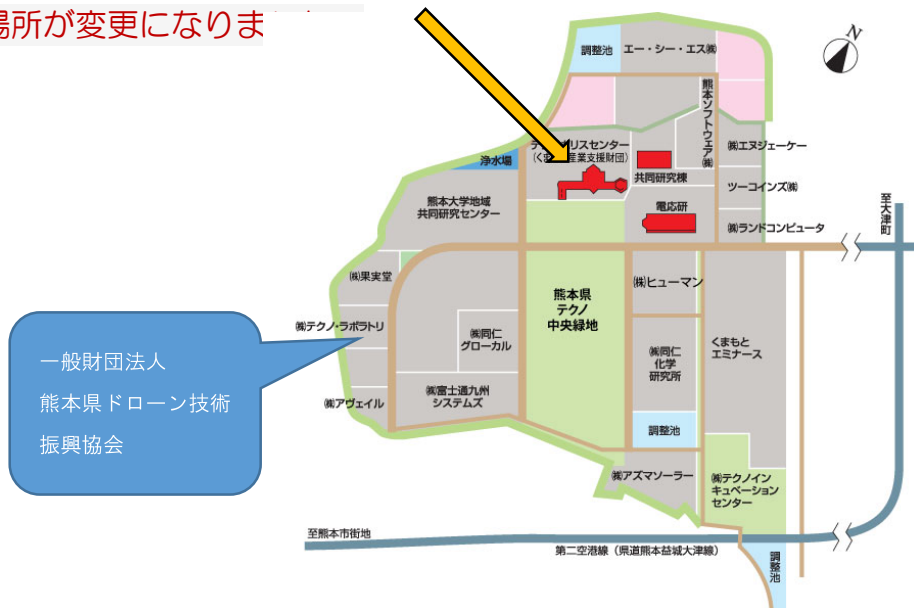 場所が変更になりま
N
調整池
エー・シー・エス㈱
熊本ソフトウェア㈱
㈱エヌジェーケー
(くま
産業支援財団)
浄水場
共同研究棟
ツーコインズ㈱
熊本大学地域
共同研究センター
電応研
㈱ランドコンピュータ
至大津町
㈱果実堂
㈱ヒューマン
熊本県
テクノ
中央緑地
㈱テクノ・ラボラトリ
㈱同仁
グローカル
㈱同仁
化学
研究所
くまもと
エミナース
一般財団法人
熊本県ドローン技術
振興協会
㈱アヴェイル
㈱富士通九州
システムズ
調整池
㈱アズマソーラー
㈱テクノイン
キュベーション
センター
至熊本市街地
第二空港線（県道熊本益城大津線）
調整池